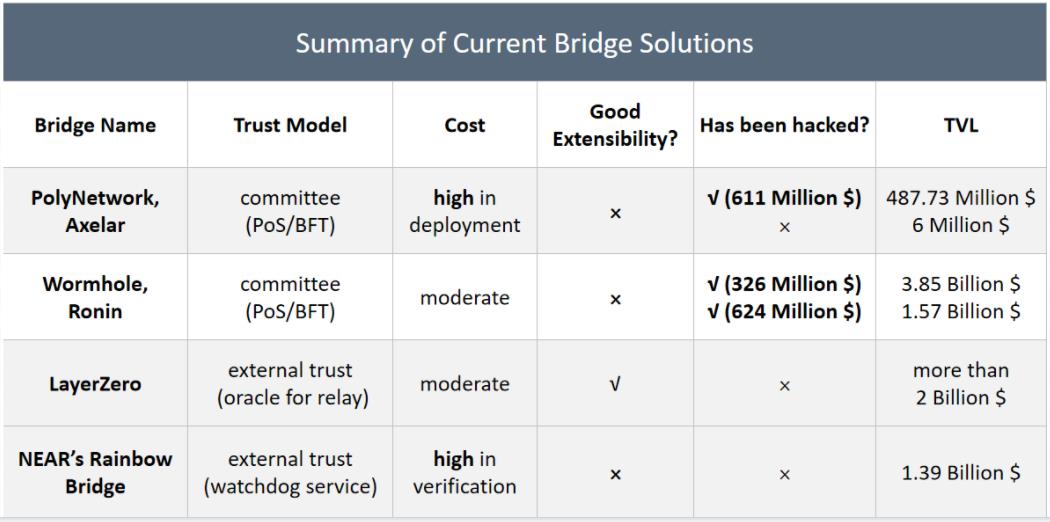 Summary of Current Bridge Solutions
Bridge Name Trust Model Cost Good Extensibility? Has been hacked? TVL
PolyNetwork, committee high in × √ (611 Million $) 487.73 Million $
Axelar (PoS/BFT) deployment × 6 Million $
Wormhole, committee moderate × √ (326 Million $) 3.85 Billion $
Ronin (PoS/BFT) √ (624 Million $) 1.57 Billion $
LayerZero external trust moderate √ × more than
(oracle for relay) 2 Billion $
NEAR’s Rainbow external trust high in × × 1.39 Billion $
Bridge (watchdog service) verification